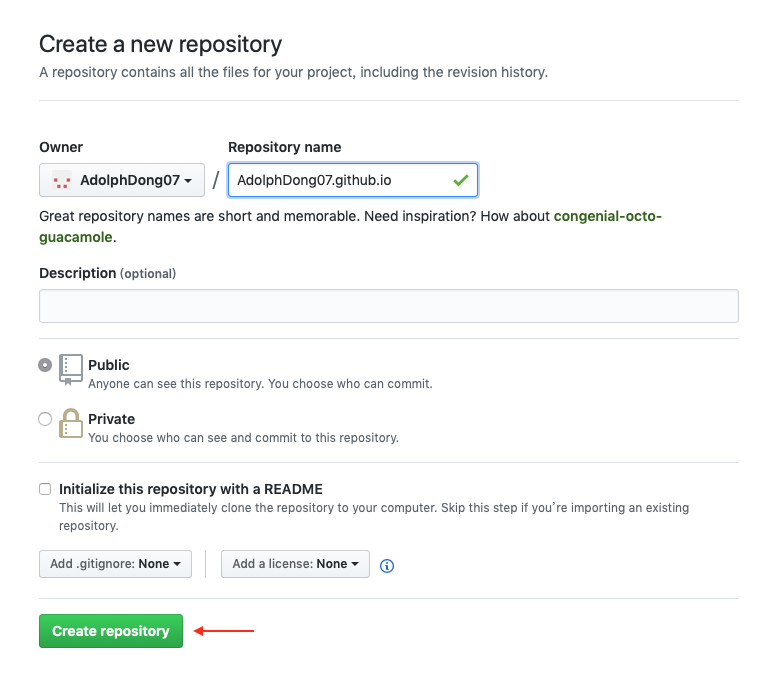 Create a new repository
A repository contains all the files for your project, including the revision history.
Owner Repository name
AdolphDong07 / AdolphDong07.github.io
Great repository names are short and memorable. Need inspiration? How about congenial-octo-
guacamole.
Description (optional)
Public
Anyone can see this repository. You choose who can commit.
Private
You choose who can see and commit to this repository.
Initialize this repository with a README
This will let you immediately clone the repository to your computer. Skip this step if you’re importing an existing
repository.
Add .gitignore: None Add a license: None
Create repository